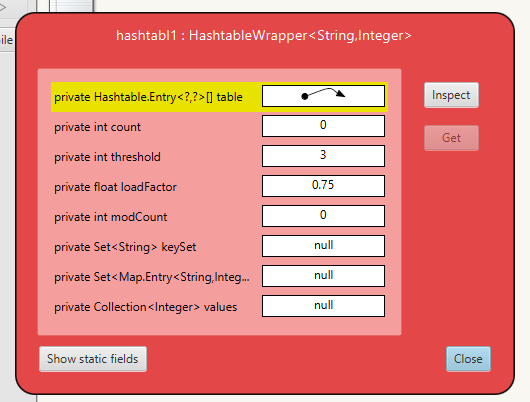 >
ile
hashtabl1 : HashtableWrapper<String,Integer>
private Hashtable.Entry<?,?>[] table
Inspect
private int count 0
Get
private int threshold 3
private float loadFactor 0.75
private int modCount 0
private Set<String> keySet null
private Set<Map.Entry<String,Integ... null
private Collection<Integer> values null
Show static fields
Close